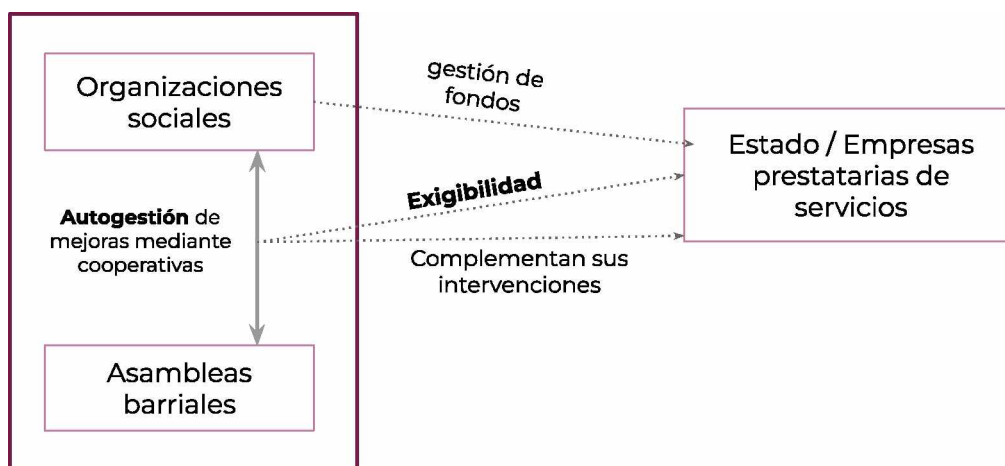 Organizaciones
sociales
gestión de
fondos
Estado / Empresas
prestatarias de
servicios
Exigibilidad
Autogestión de
mejoras mediante
cooperativas
Complementan sus
intervenciones
Asambleas
barriales